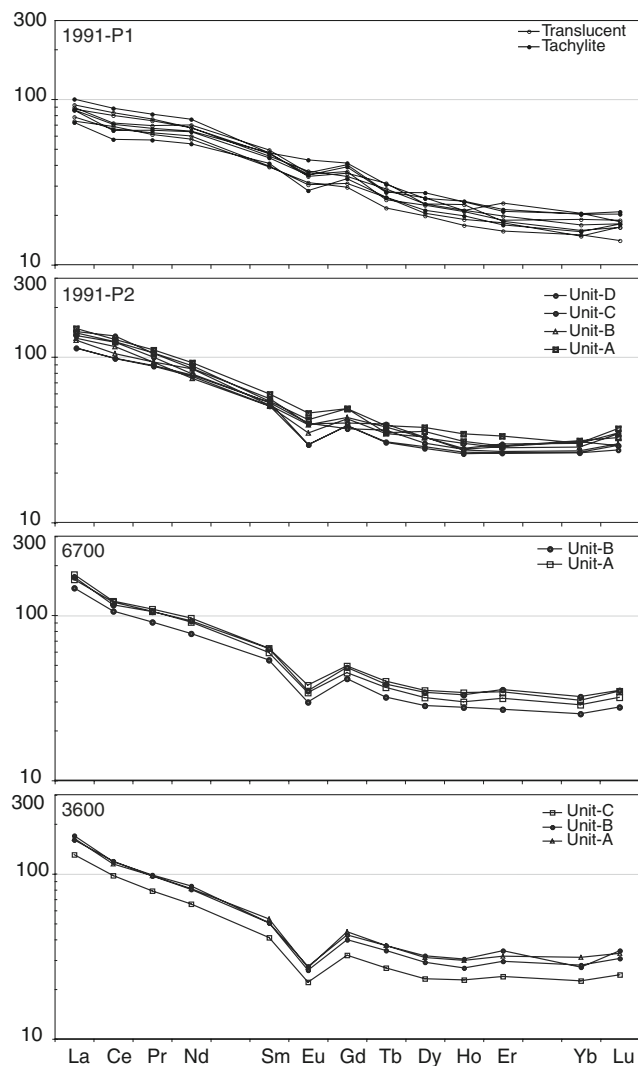 300
1991-P1
Translucent
Tachylite
100
10
300
1991-P2
Unit-D
Unit-C
Unit-B
Unit-A
100
10
300
6700
Unit-B
Unit-A
100
10
300
3600
Unit-C
Unit-B
Unit-A
100
10
La Ce Pr Nd Sm Eu Gd Tb Dy Ho Er Yb Lu